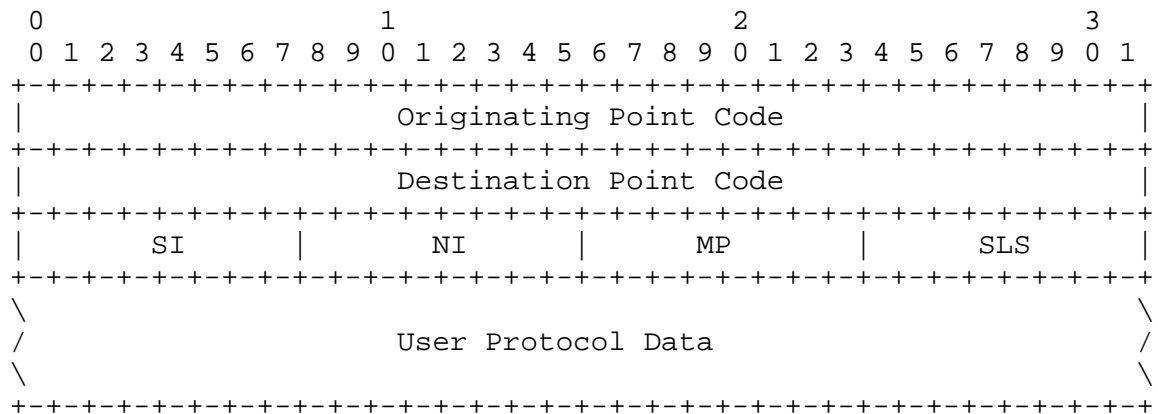 0                   1                   2                   3
 0 1 2 3 4 5 6 7 8 9 0 1 2 3 4 5 6 7 8 9 0 1 2 3 4 5 6 7 8 9 0 1
+-+-+-+-+-+-+-+-+-+-+-+-+-+-+-+-+-+-+-+-+-+-+-+-+-+-+-+-+-+-+-+-+
|                     Originating Point Code                    |
+-+-+-+-+-+-+-+-+-+-+-+-+-+-+-+-+-+-+-+-+-+-+-+-+-+-+-+-+-+-+-+-+
|                     Destination Point Code                    |
+-+-+-+-+-+-+-+-+-+-+-+-+-+-+-+-+-+-+-+-+-+-+-+-+-+-+-+-+-+-+-+-+
|       SI      |       NI      |      MP       |      SLS      |
+-+-+-+-+-+-+-+-+-+-+-+-+-+-+-+-+-+-+-+-+-+-+-+-+-+-+-+-+-+-+-+-+
\                                                               \
/                     User Protocol Data                        /
\                                                               \
+-+-+-+-+-+-+-+-+-+-+-+-+-+-+-+-+-+-+-+-+-+-+-+-+-+-+-+-+-+-+-+-+